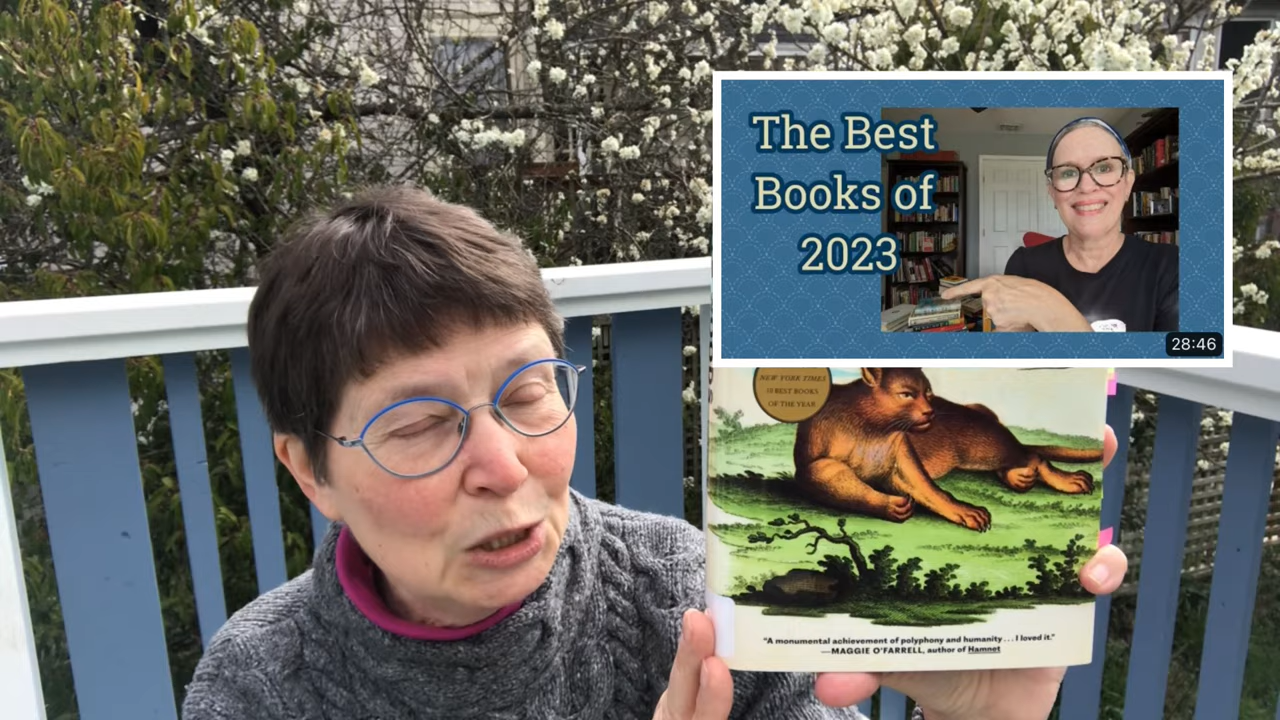 The Best
Books of
2023
28:46
NEW YORK TIMES
10 BEST BOOKS
OF THE YEAR
“A monumental achievement of polyphony and humanity . . . I loved it.”
—MAGGIE O’FARRELL, author of Hamnet